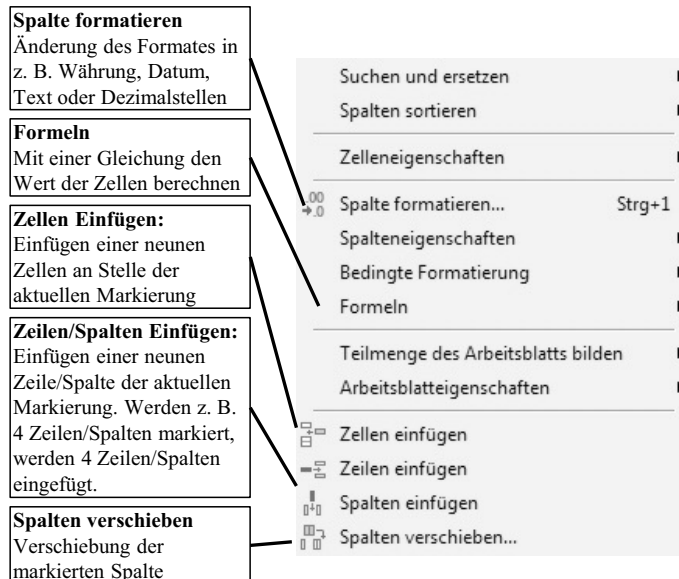 Spalte formatieren
Änderung des Formates in
z. B. Währung, Datum,
Text oder Dezimalstellen
Formeln
Mit einer Gleichung den
Wert der Zellen berechnen
Zellen Einfügen:
Einfügen einer neunen
Zellen an Stelle der
aktuellen Markierung
Zeilen/Spalten Einfügen:
Einfügen einer neunen
Zeile/Spalte der aktuellen
Markierung. Werden z. B.
4 Zeilen/Spalten markiert,
werden 4 Zeilen/Spalten
eingefügt.
Spalten verschieben
Verschiebung der
markierten Spalte
Suchen und ersetzen
Spalten sortieren
Zelleneigenschaften
.00
.0
Spalte formatieren... Strg+1
Spalteneigenschaften
Bedingte Formatierung
Formeln
Teilmenge des Arbeitsblatts bilden
Arbeitsblatteigenschaften
Zellen einfügen
Zeilen einfügen
Spalten einfügen
Spalten verschieben...